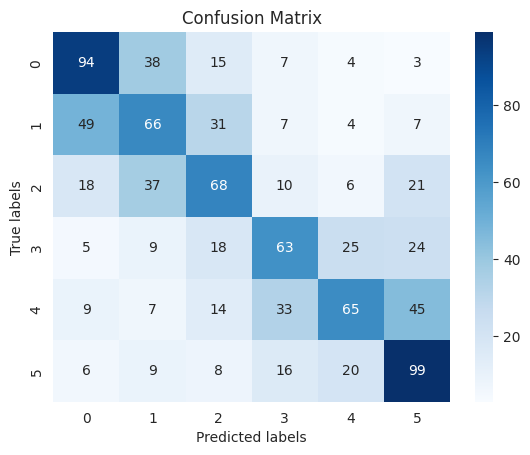 Confusion Matrix
0 94 38 15 7 4 3
1 49 66 31 7 4 7
2 18 37 68 10 6 21
3 5 9 18 63 25 24
4 9 7 14 33 65 45
5 6 9 8 16 20 99
0 1 2 3 4 5
Predicted labels
True labels
80
60
40
20